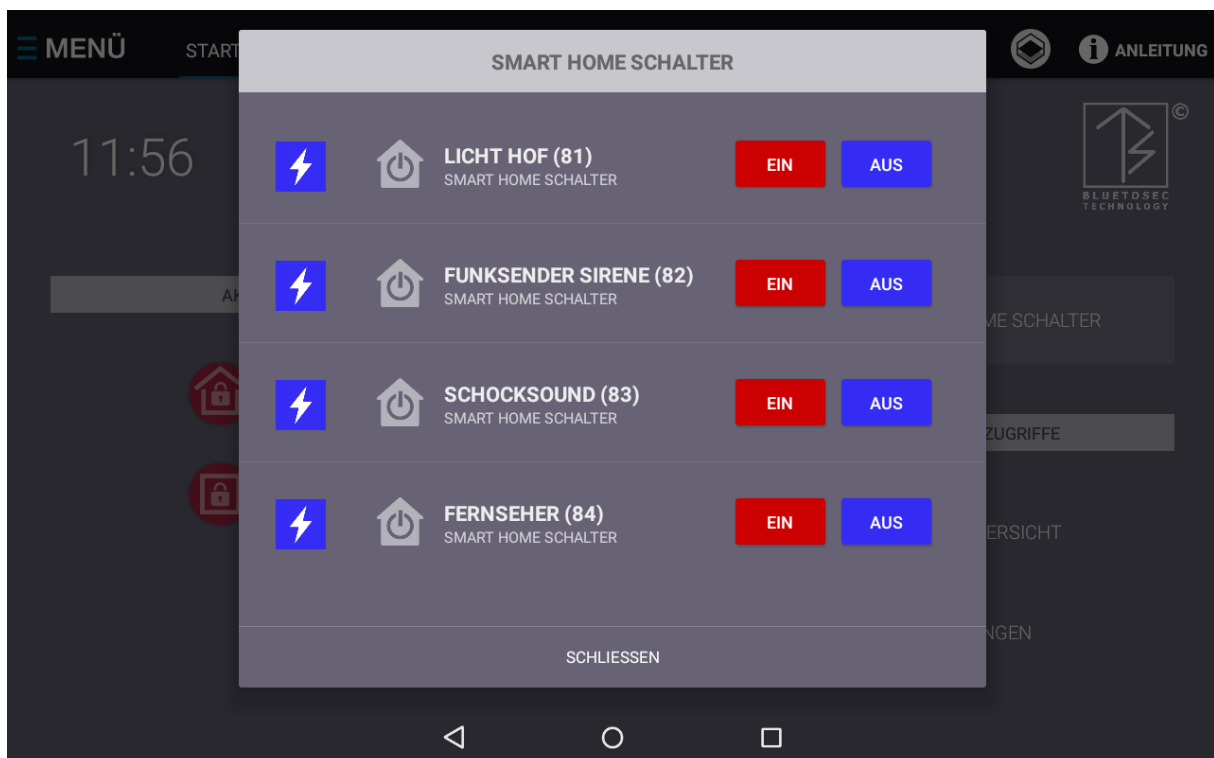 MENÜ
START
SMART HOME SCHALTER
ANLEITUNG
11:56
©
BLUETOSEC
TECHNOLOGY
LICHT HOF (81)
SMART HOME SCHALTER
EIN
AUS
FUNKSENDER SIRENE (82)
SMART HOME SCHALTER
EIN
AUS
SCHOCKSOUND (83)
SMART HOME SCHALTER
EIN
AUS
FERNSEHER (84)
SMART HOME SCHALTER
EIN
AUS
SCHALTER
ZUGRIFFE
SCHLIESSEN